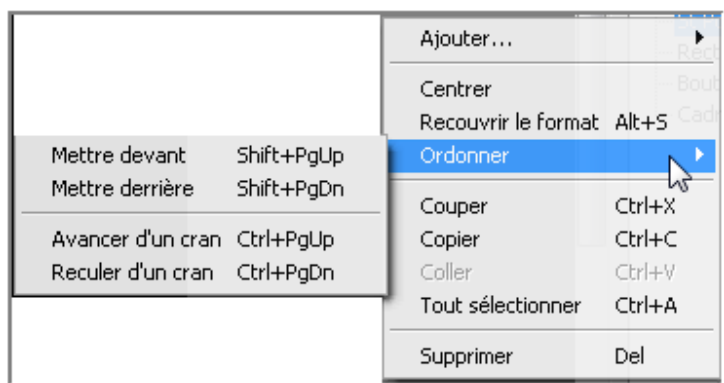 Ajouter...
Centrer
Recouvrir le format Alt+S
Ordonner
Couper Ctrl+X
Copier Ctrl+C
Coller Ctrl+V
Tout sélectionner Ctrl+A
Supprimer Del
Mettre devant Shift+PgUp
Mettre derrière Shift+PgDn
Avancer d'un cran Ctrl+PgUp
Reculer d'un cran Ctrl+PgDn